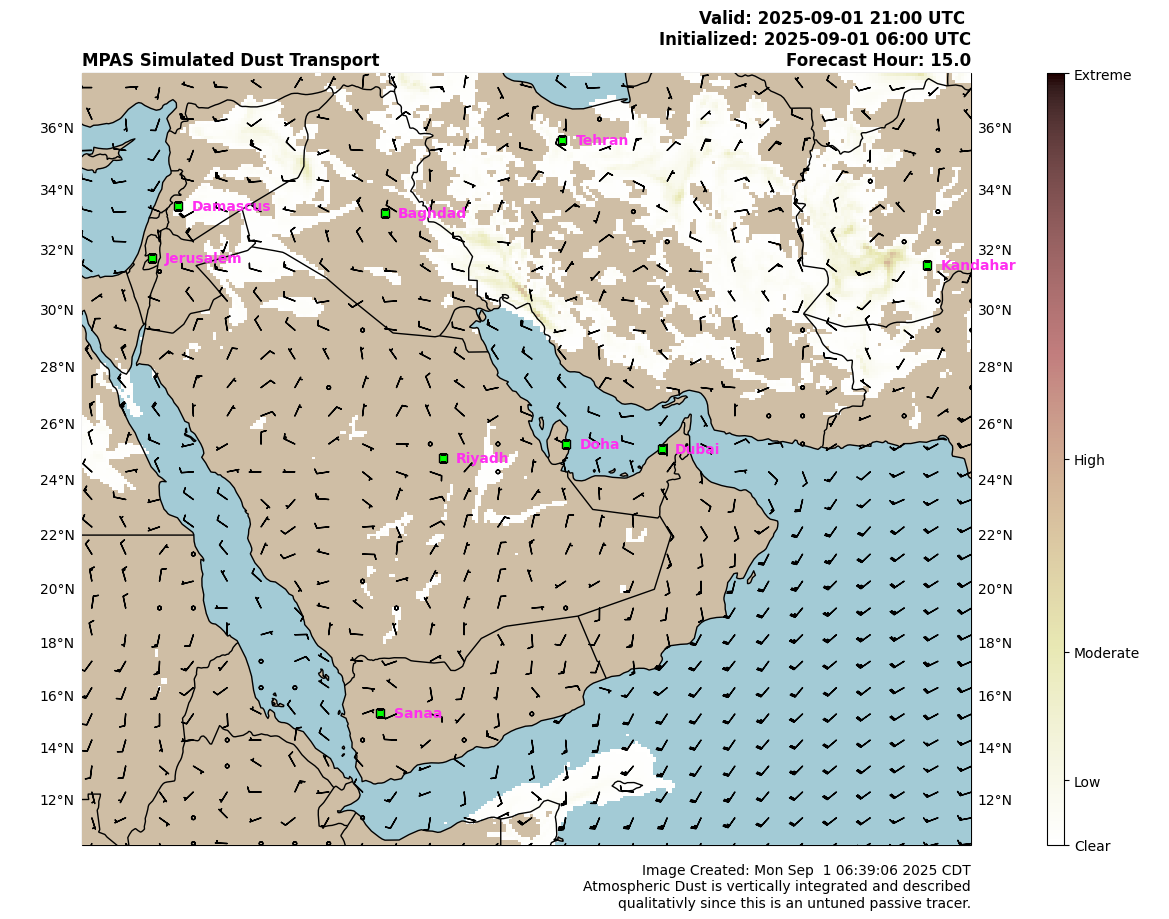 Valid: 2025-09-01 21:00 UTC
Initialized: 2025-09-01 06:00 UTC
MPAS Simulated Dust Transport
Forecast Hour: 15.0
36°N
34°N
32°N
30°N
28°N
26°N
24°N
22°N
20°N
18°N
16°N
14°N
12°N
Tehran
Damascus
Baghdad
Jerusalem
Kandahar
Doha
Dubai
Riyadh
Sanaa
36°N
34°N
32°N
30°N
28°N
26°N
24°N
22°N
20°N
18°N
16°N
14°N
12°N
Extreme
High
Moderate
Low
Clear
Image Created: Mon Sep  1 06:39:06 2025 CDT
Atmospheric Dust is vertically integrated and described
qualitativly since this is an untuned passive tracer.